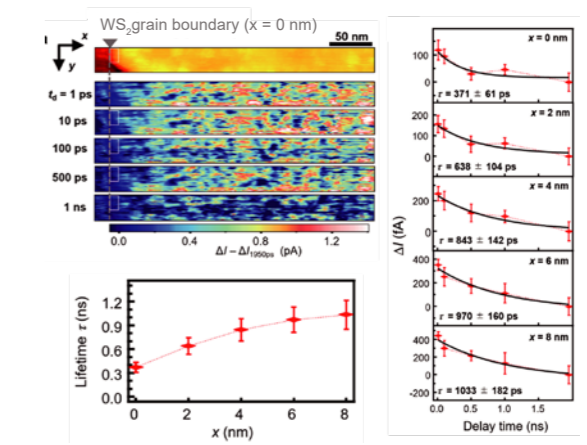 WS2grain boundary (x = 0 nm)
50 nm
x
y
td = 1 ps
10 ps
100 ps
500 ps
1 ns
0.0 0.4 0.8 1.2
ΔI – ΔI1950ps (pA)
Lifetime τ (ns)
1.2
0.9
0.6
0.3
0.0
0 2 4 6 8
x (nm)
ΔI (fA)
x = 0 nm
100
0
τ = 371 ± 61 ps
x = 2 nm
200
100
0
τ = 638 ± 104 ps
x = 4 nm
200
0
τ = 843 ± 142 ps
x = 6 nm
400
200
0
τ = 970 ± 160 ps
x = 8 nm
400
200
0
-200
τ = 1033 ± 182 ps
0.0 0.5 1.0 1.5
Delay time (ns)